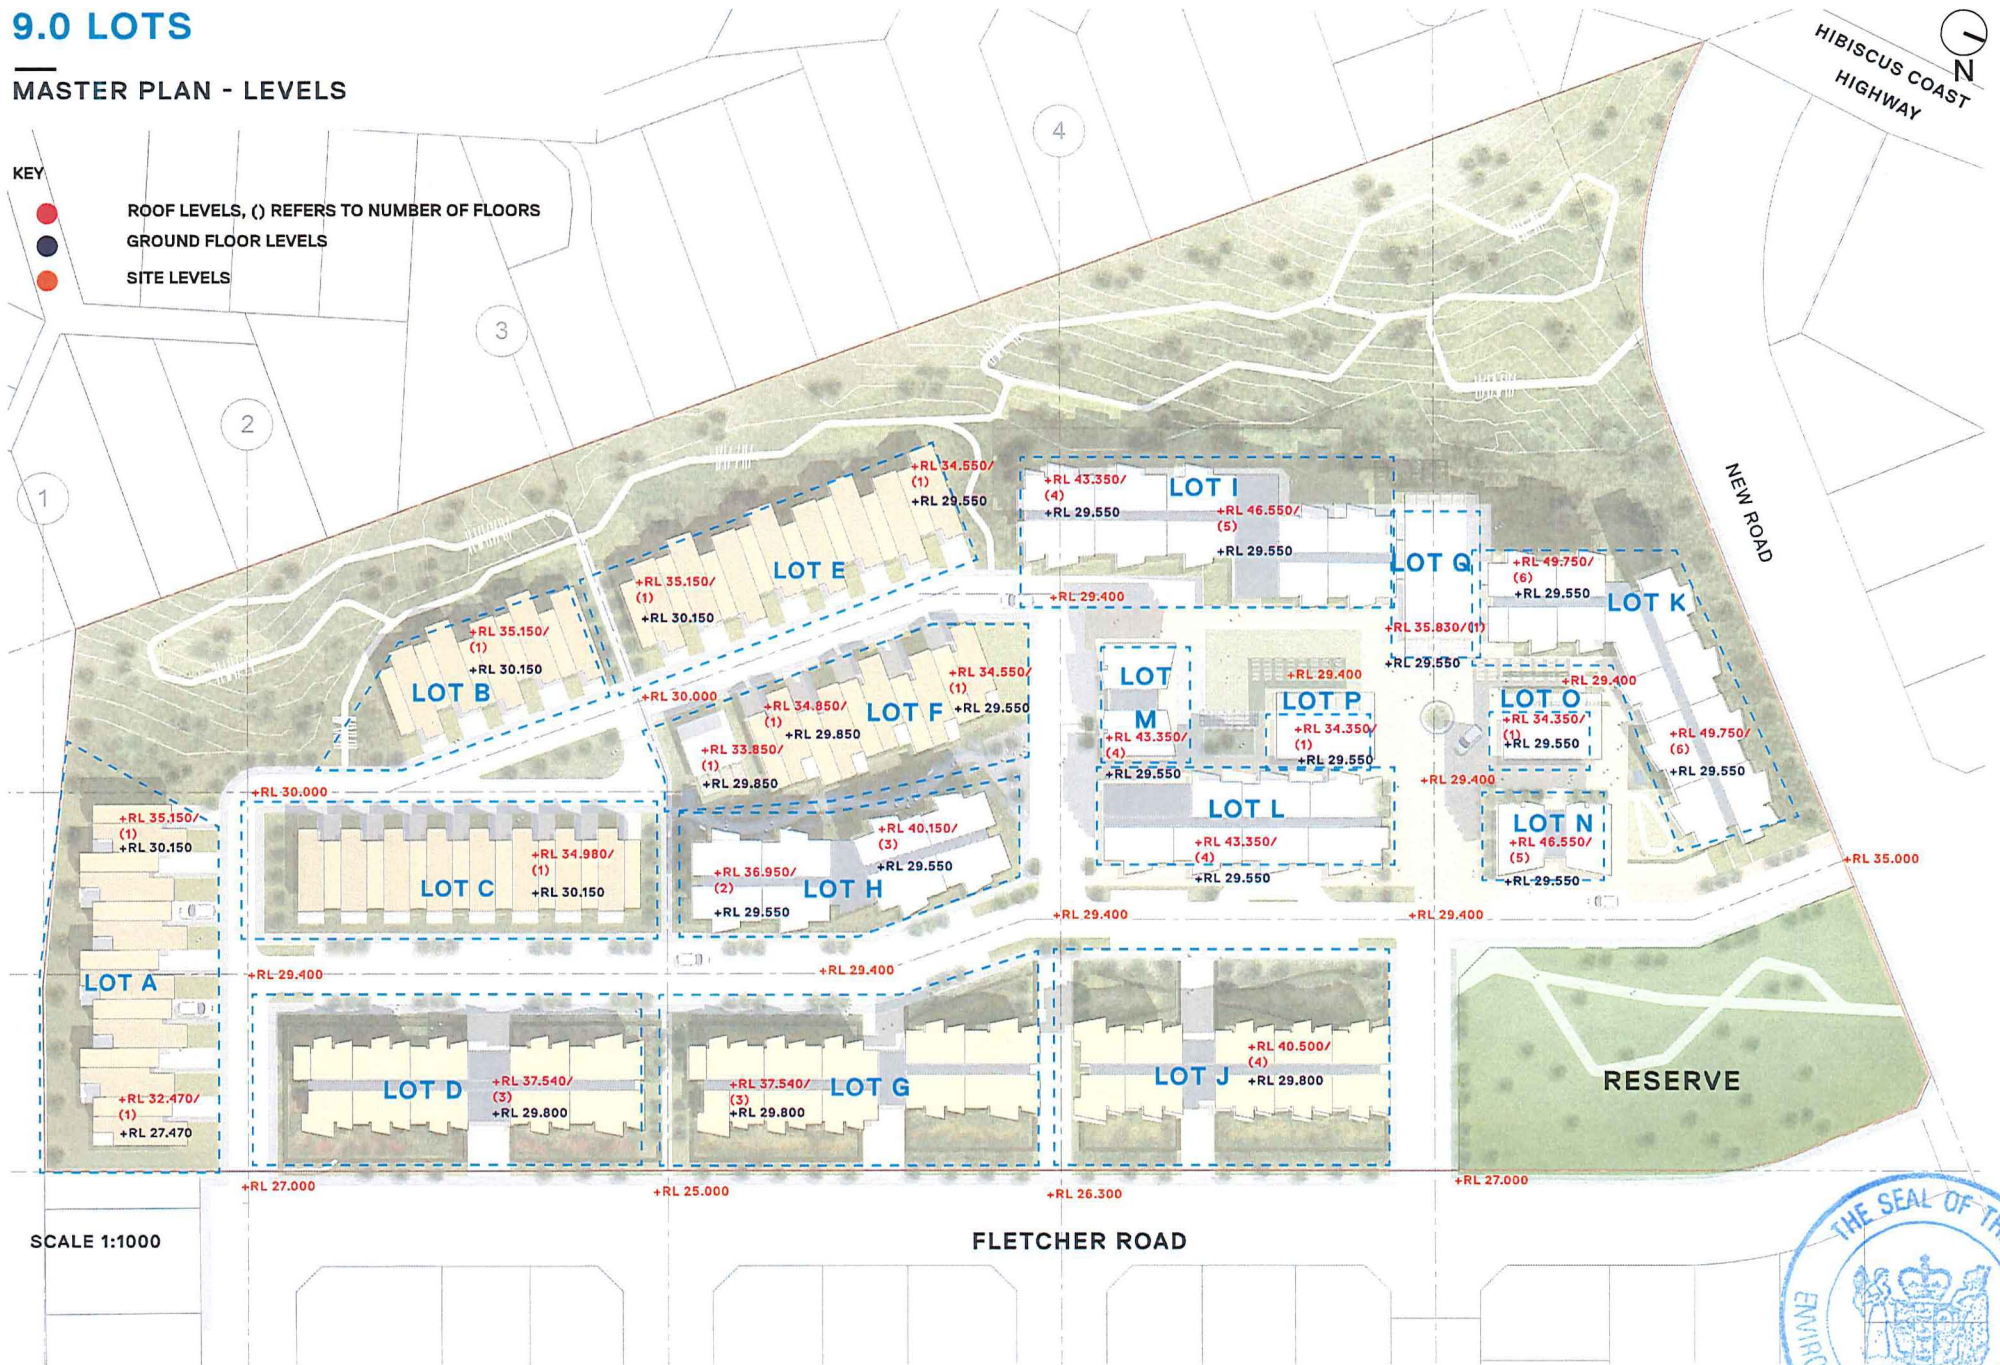 9.0 LOTS
MASTER PLAN - LEVELS
HIBISCUS COAST
HIGHWAY
N
KEY
ROOF LEVELS, () REFERS TO NUMBER OF FLOORS
GROUND FLOOR LEVELS
SITE LEVELS
1
2
3
4
NEW ROAD
LOT A
+RL 35.150/
(1)
+RL 30.150
+RL 32.470/
(1)
+RL 27.470
LOT B
+RL 35.150/
(1)
+RL 30.150
LOT C
+RL 34.980/
(1)
+RL 30.150
LOT D
+RL 37.540/
(3)
+RL 29.800
LOT E
+RL 34.550/
(1)
+RL 29.550
+RL 35.150/
(1)
+RL 30.150
LOT F
+RL 34.550/
(1)
+RL 29.550
+RL 34.850/
(1)
+RL 29.850
+RL 33.850/
(1)
+RL 29.850
LOT G
+RL 37.540/
(3)
+RL 29.800
LOT H
+RL 40.150/
(3)
+RL 29.550
+RL 36.950/
(2)
+RL 29.550
LOT I
+RL 43.350/
(4)
+RL 29.550
+RL 46.550/
(5)
+RL 29.550
LOT J
+RL 40.500/
(4)
+RL 29.800
LOT K
+RL 49.750/
(6)
+RL 29.550
+RL 49.750/
(6)
+RL 29.550
LOT L
+RL 43.350/
(4)
+RL 29.550
LOT
M
+RL 43.350/
(4)
+RL 29.550
LOT N
+RL 46.550/
(5)
+RL 29.550
LOT O
+RL 34.350/
(1)
+RL 29.550
LOT P
+RL 34.350/
(1)
+RL 29.550
LOT Q
+RL 35.830/(1)
+RL 29.550
+RL 29.400
+RL 29.400
+RL 29.400
+RL 29.400
+RL 30.000
+RL 30.000
+RL 35.000
+RL 29.400
+RL 29.400
+RL 29.400
+RL 29.400
RESERVE
+RL 27.000
+RL 25.000
+RL 26.300
+RL 27.000
SCALE 1:1000
FLETCHER ROAD
THE SEAL OF